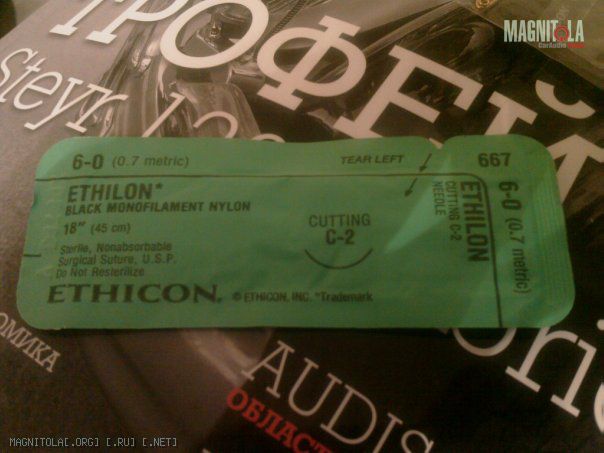 MAGNITOLA
CarAudio
ТРОФЕЙ
Steyr
6-0 (0.7 metric)
TEAR LEFT
667
ETHILON*
BLACK MONOFILAMENT NYLON
18" (45 cm)
CUTTING
C-2
Sterile, Nonabsorbable
Surgical Suture, U.S.P.
Do Not Resterilize
ETHICON, © ETHICON, INC. *Trademark
6-0 (0.7 metric)
ETHILON
CUTTING C-2
NEEDLE
ОМИКА
AUDIS
ОБЛАСТ
MAGNITOLA[.ORG] [.RU] [.NET]